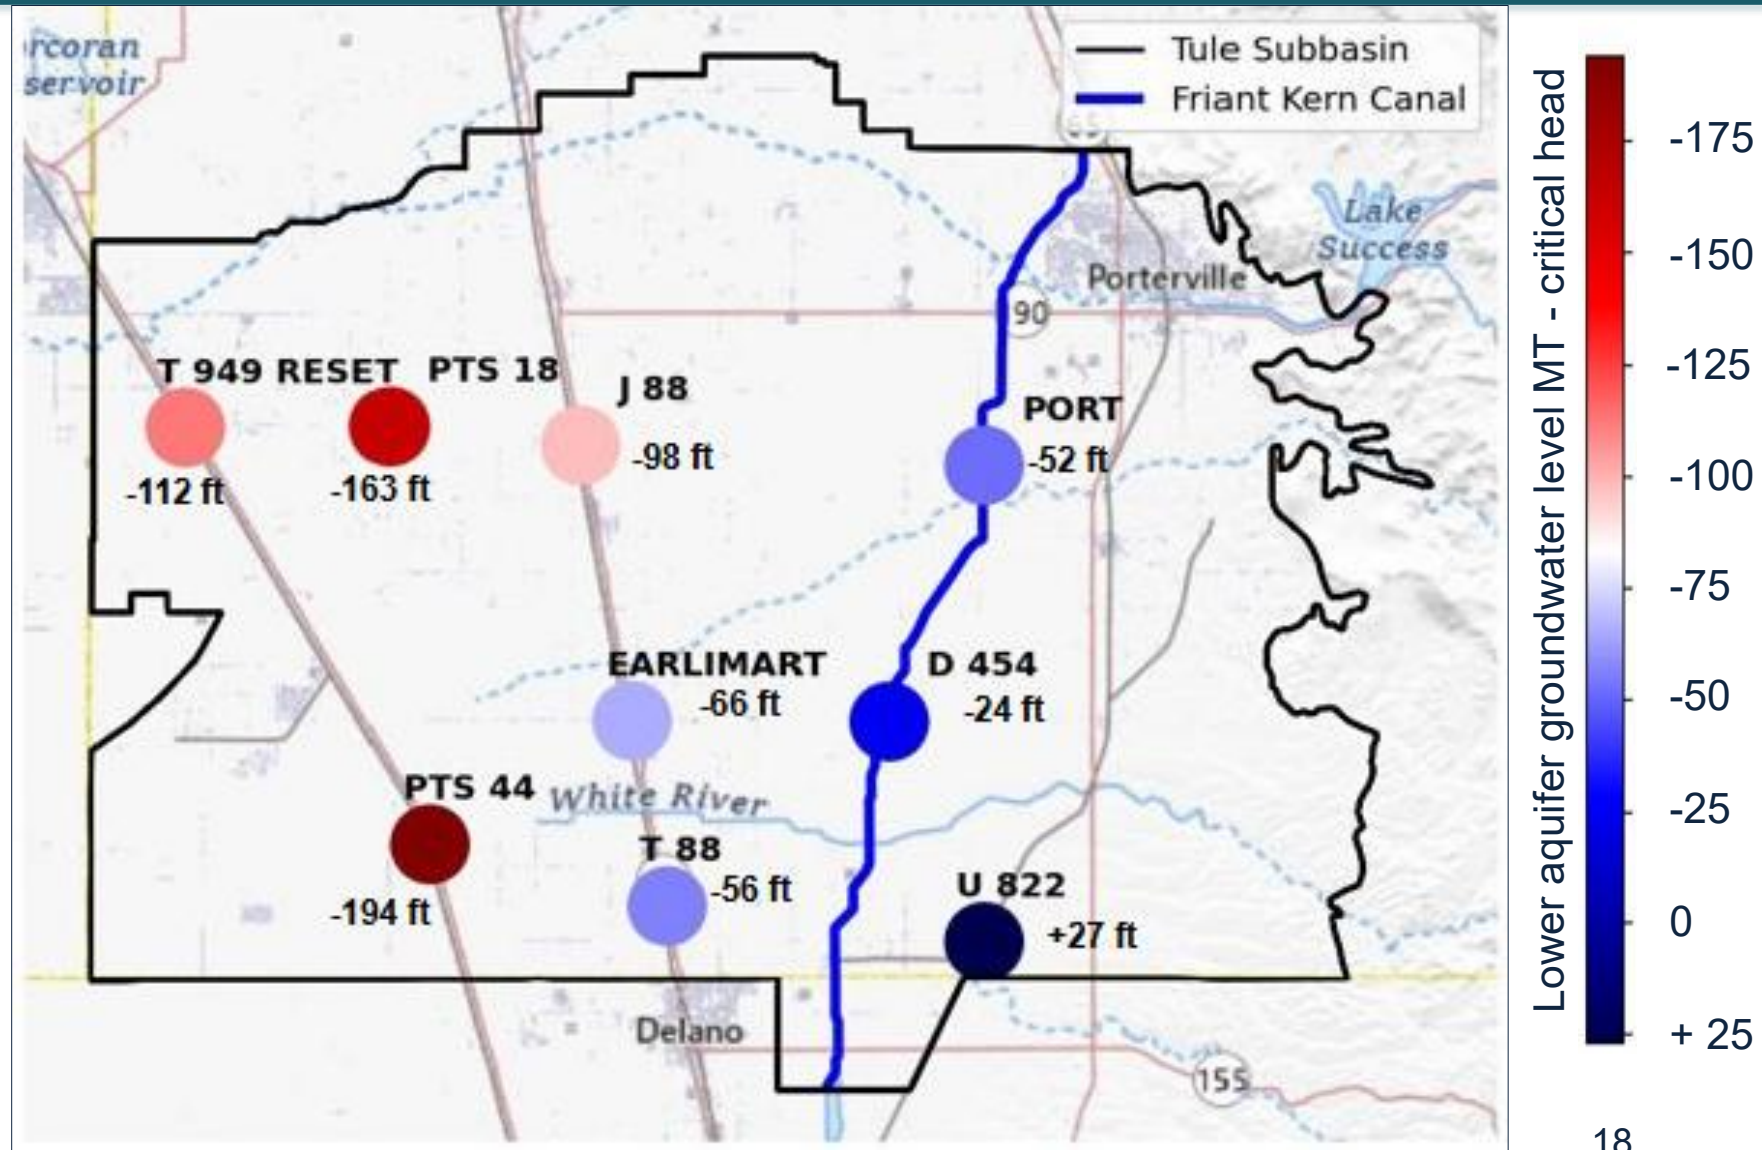 rcoran
servoir
Tule Subbasin
Friant Kern Canal
Lake
Success
Porterville
90
T 949 RESET
PTS 18
J 88
PORT
-112 ft
-163 ft
-98 ft
-52 ft
EARLIMART
-66 ft
D 454
-24 ft
PTS 44
White River
T 88
-56 ft
-194 ft
U 822
+27 ft
Delano
155
Lower aquifer groundwater level MT - critical head
-175
-150
-125
-100
-75
-50
-25
0
+ 25
18